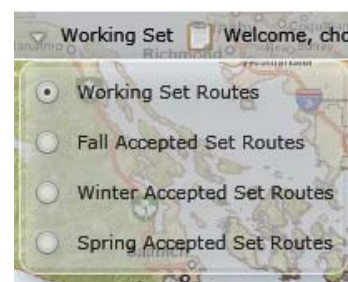 Working Set Welcome, cho
Richmond
Working Set Routes
Fall Accepted Set Routes
Winter Accepted Set Routes
Spring Accepted Set Routes